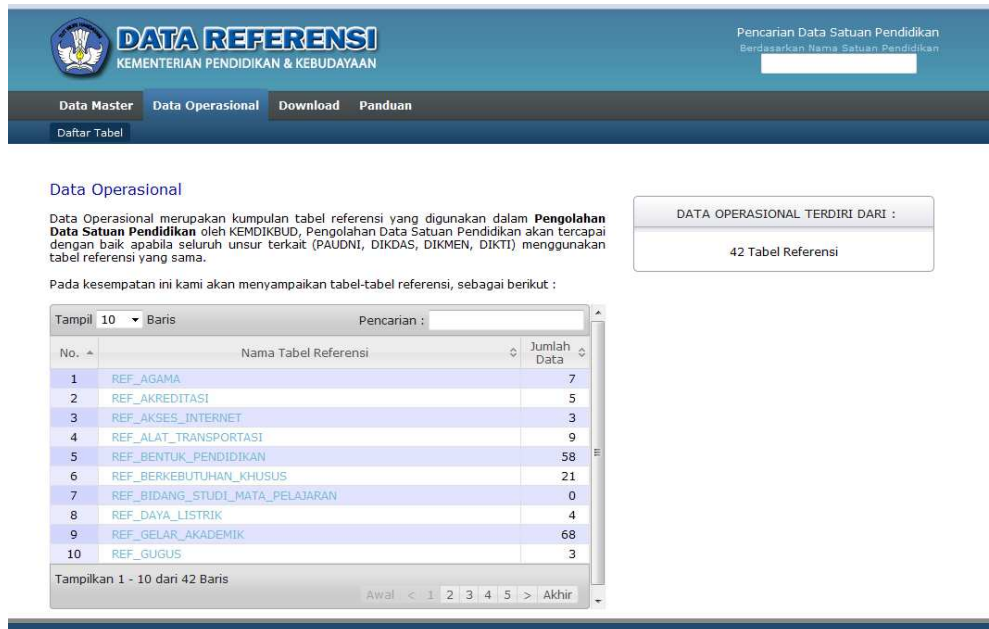 DATA REFERENSI
KEMENTERIAN PENDIDIKAN & KEBUDAYAAN
Pencarian Data Satuan Pendidikan
Berdasarkan Nama Satuan Pendidikan
Data Master Data Operasional Download Panduan
Daftar Tabel
Data Operasional
Data Operasional merupakan kumpulan tabel referensi yang digunakan dalam Pengolahan
Data Satuan Pendidikan oleh KEMDIKBUD, Pengolahan Data Satuan Pendidikan akan tercapai
dengan baik apabila seluruh unsur terkait (PAUDNI, DIKDAS, DIKMEN, DIKTI) menggunakan
tabel referensi yang sama.
Pada kesempatan ini kami akan menyampaikan tabel-tabel referensi, sebagai berikut :
DATA OPERASIONAL TERDIRI DARI :
42 Tabel Referensi
Tampil 10 Baris Pencarian :
No. Nama Tabel Referensi Jumlah Data
1 REF_AGAMA 7
2 REF_AKREDITASI 5
3 REF_AKSES_INTERNET 3
4 REF_ALAT_TRANSPORTASI 9
5 REF_BENTUK_PENDIDIKAN 58
6 REF_BERKEBUTUHAN_KHUSUS 21
7 REF_BIDANG_STUDI_MATA_PELAJARAN 0
8 REF_DAYA_LISTRIK 4
9 REF_GELAR_AKADEMIK 68
10 REF_GUGUS 3
Tampilkan 1 - 10 dari 42 Baris
Awal < 1 2 3 4 5 > Akhir